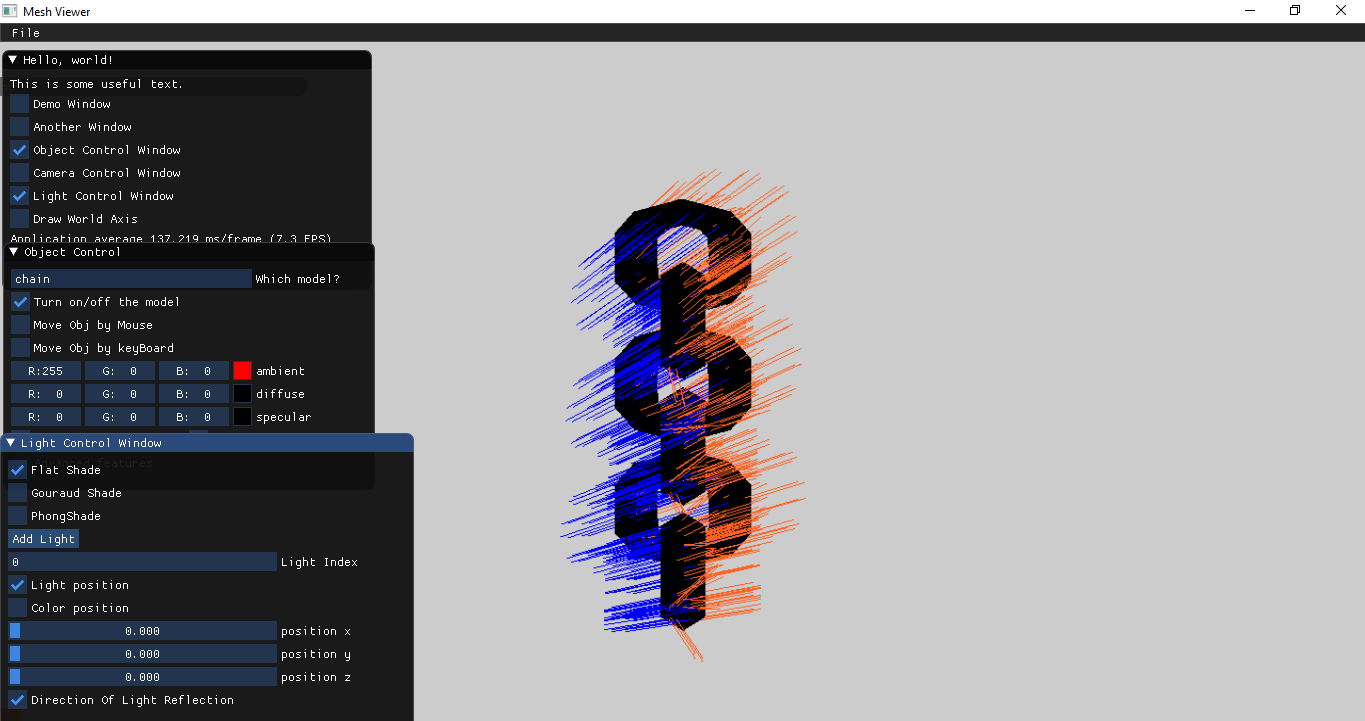 Mesh Viewer
File
Hello, world!
This is some useful text.
Demo Window
Another Window
Object Control Window
Camera Control Window
Light Control Window
Draw World Axis
Application average 137.219 ms/frame (7.3 FPS)
Object Control
chain Which model?
Turn on/off the model
Move Obj by Mouse
Move Obj by keyBoard
R:255 G: 0 B: 0 ambient
R: 0 G: 0 B: 0 diffuse
R: 0 G: 0 B: 0 specular
Light Control Window
features
Flat Shade
Gouraud Shade
PhongShade
Add Light
0 Light Index
Light position
Color position
0.000 position x
0.000 position y
0.000 position z
Direction Of Light Reflection